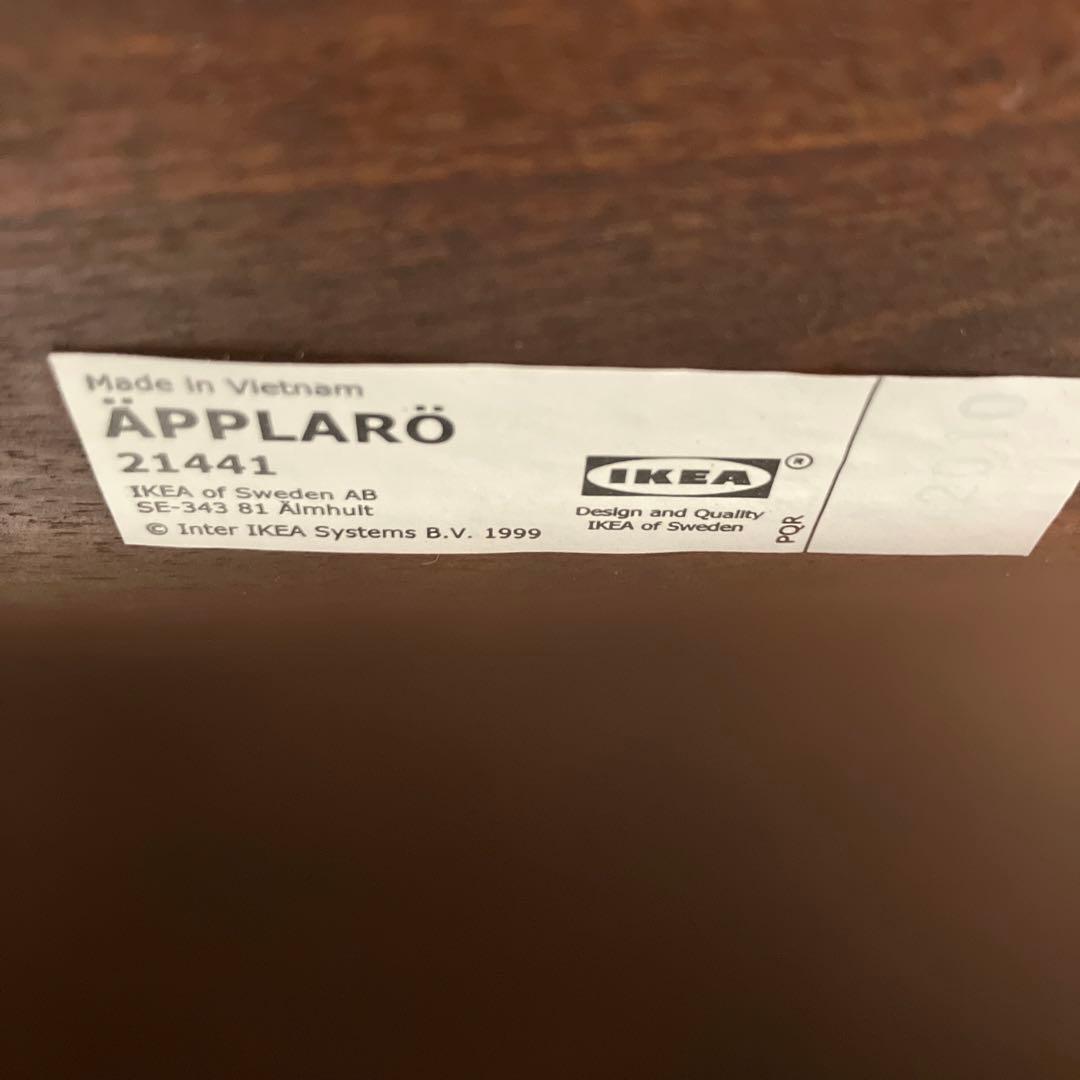 Made in Vietnam
ÄPPLARÖ
21441
IKEA of Sweden AB
SE-343 81 Älmhult
© Inter IKEA Systems B.V. 1999
IKEA ®
Design and Quality
IKEA of Sweden
PQR